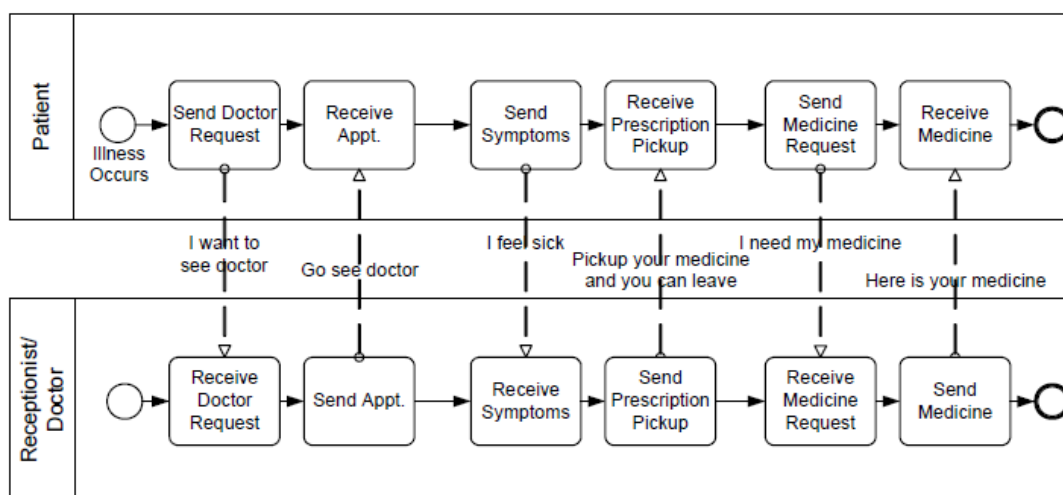 Patient
Illness
Occurs
Send Doctor
Request
Receive
Appt.
Send
Symptoms
Receive
Prescription
Pickup
Send
Medicine
Request
Receive
Medicine
I want to
see doctor
Go see doctor
I feel sick
Pickup your medicine
and you can leave
I need my medicine
Here is your medicine
Receptionist/
Doctor
Receive
Doctor
Request
Send Appt.
Receive
Symptoms
Send
Prescription
Pickup
Receive
Medicine
Request
Send
Medicine